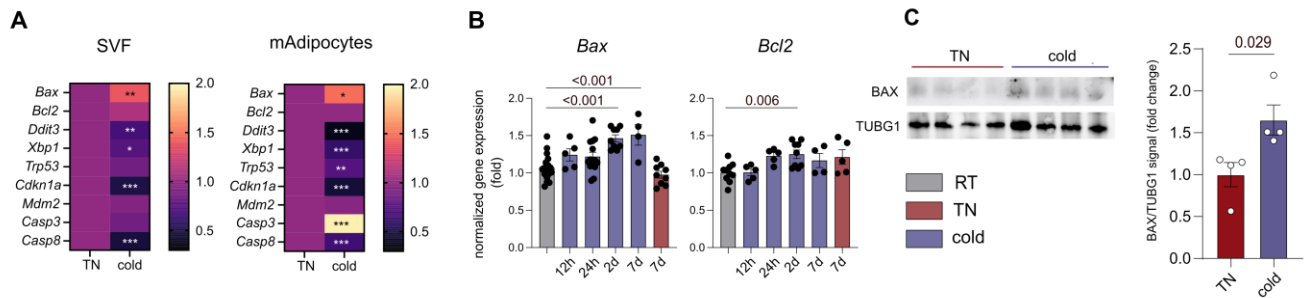 A
SVF
mAdipocytes
Bax
Bcl2
Ddit3
Xbp1
Trp53
Cdkn1a
Mdm2
Casp3
Casp8
**
**
*
***
***
TN
cold
2.0
1.5
1.0
0.5
Bax
Bcl2
Ddit3
Xbp1
Trp53
Cdkn1a
Mdm2
Casp3
Casp8
*
***
***
**
***
***
***
TN
cold
2.0
1.5
1.0
0.5
B
Bax
Bcl2
normalized gene expression
(fold)
2.0
1.5
1.0
0.5
0.0
<0.001
<0.001
12h
24h
2d
7d
7d
2.0
1.5
1.0
0.5
0.0
0.006
12h
24h
2d
7d
7d
C
TN
cold
BAX
TUBG1
RT
TN
cold
BAX/TUBG1 signal (fold change)
2.5
2.0
1.5
1.0
0.5
0.0
0.029
TN
cold